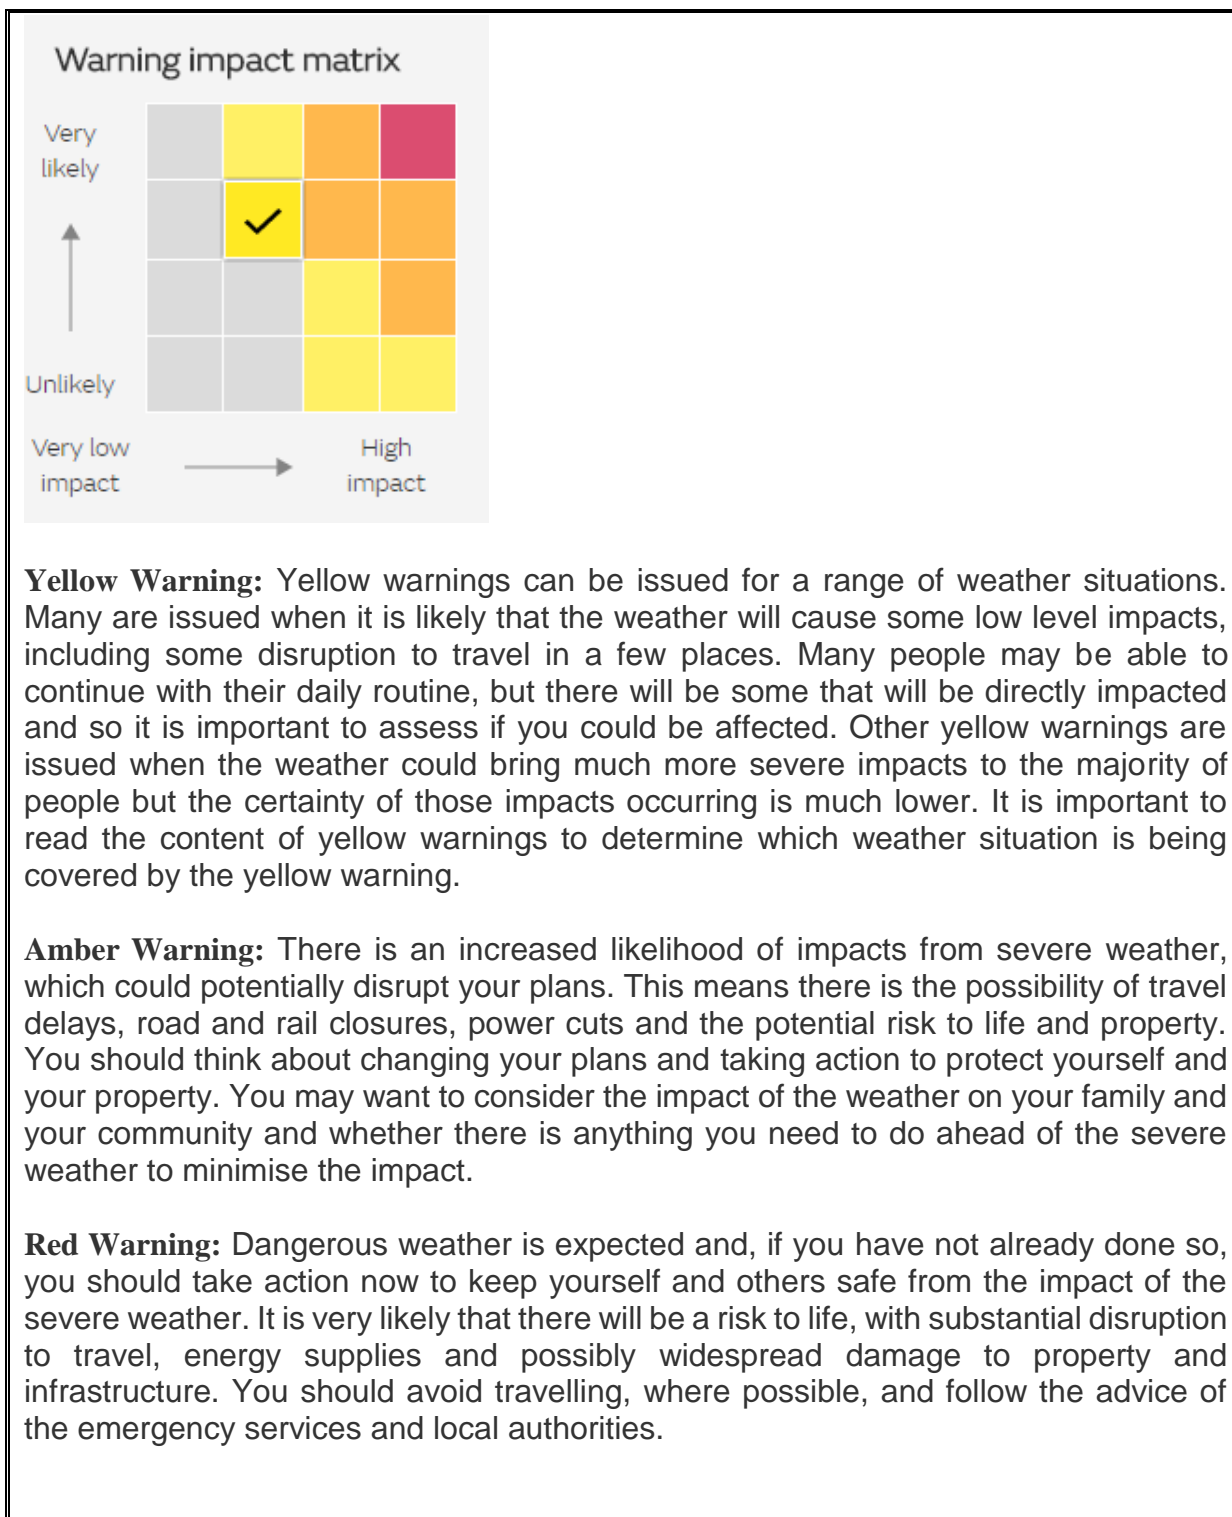 Warning impact matrix
Very
likely
Unlikely
Very low
impact
High
impact
Yellow Warning: Yellow warnings can be issued for a range of weather situations.
Many are issued when it is likely that the weather will cause some low level impacts,
including some disruption to travel in a few places. Many people may be able to
continue with their daily routine, but there will be some that will be directly impacted
and so it is important to assess if you could be affected. Other yellow warnings are
issued when the weather could bring much more severe impacts to the majority of
people but the certainty of those impacts occurring is much lower. It is important to
read the content of yellow warnings to determine which weather situation is being
covered by the yellow warning.
Amber Warning: There is an increased likelihood of impacts from severe weather,
which could potentially disrupt your plans. This means there is the possibility of travel
delays, road and rail closures, power cuts and the potential risk to life and property.
You should think about changing your plans and taking action to protect yourself and
your property. You may want to consider the impact of the weather on your family and
your community and whether there is anything you need to do ahead of the severe
weather to minimise the impact.
Red Warning: Dangerous weather is expected and, if you have not already done so,
you should take action now to keep yourself and others safe from the impact of the
severe weather. It is very likely that there will be a risk to life, with substantial disruption
to travel, energy supplies and possibly widespread damage to property and
infrastructure. You should avoid travelling, where possible, and follow the advice of
the emergency services and local authorities.